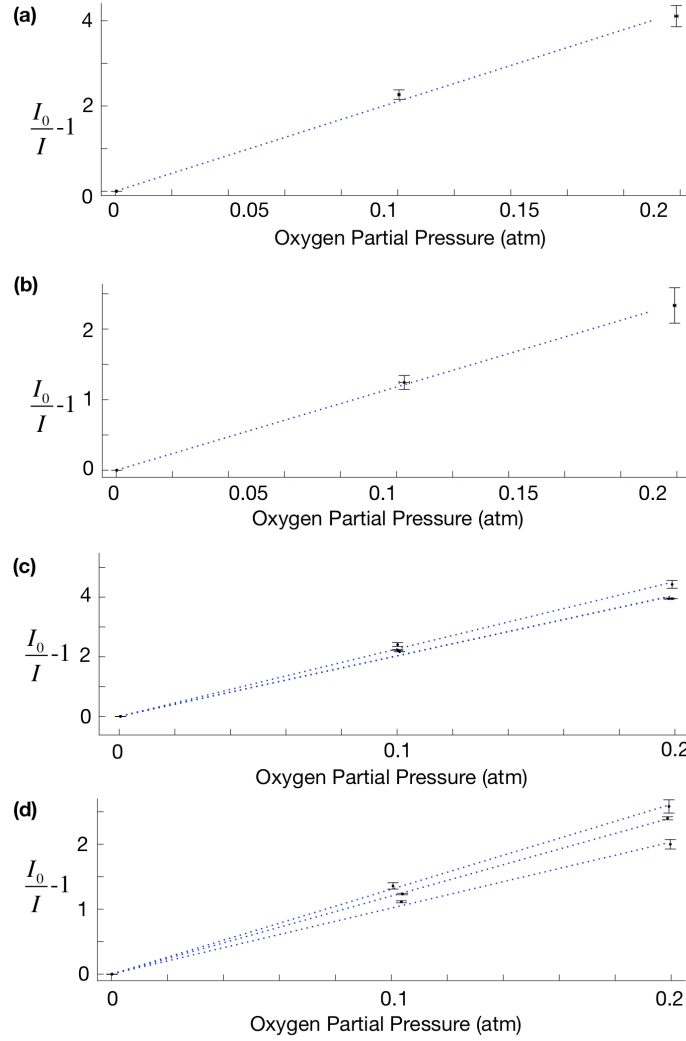 (a)
4
2
0
I₀/I -1
0 0.05 0.1 0.15 0.2
Oxygen Partial Pressure (atm)
(b)
2
1
0
I₀/I -1
0 0.05 0.1 0.15 0.2
Oxygen Partial Pressure (atm)
(c)
4
2
0
I₀/I -1
0 0.1 0.2
Oxygen Partial Pressure (atm)
(d)
2
1
0
I₀/I -1
0 0.1 0.2
Oxygen Partial Pressure (atm)